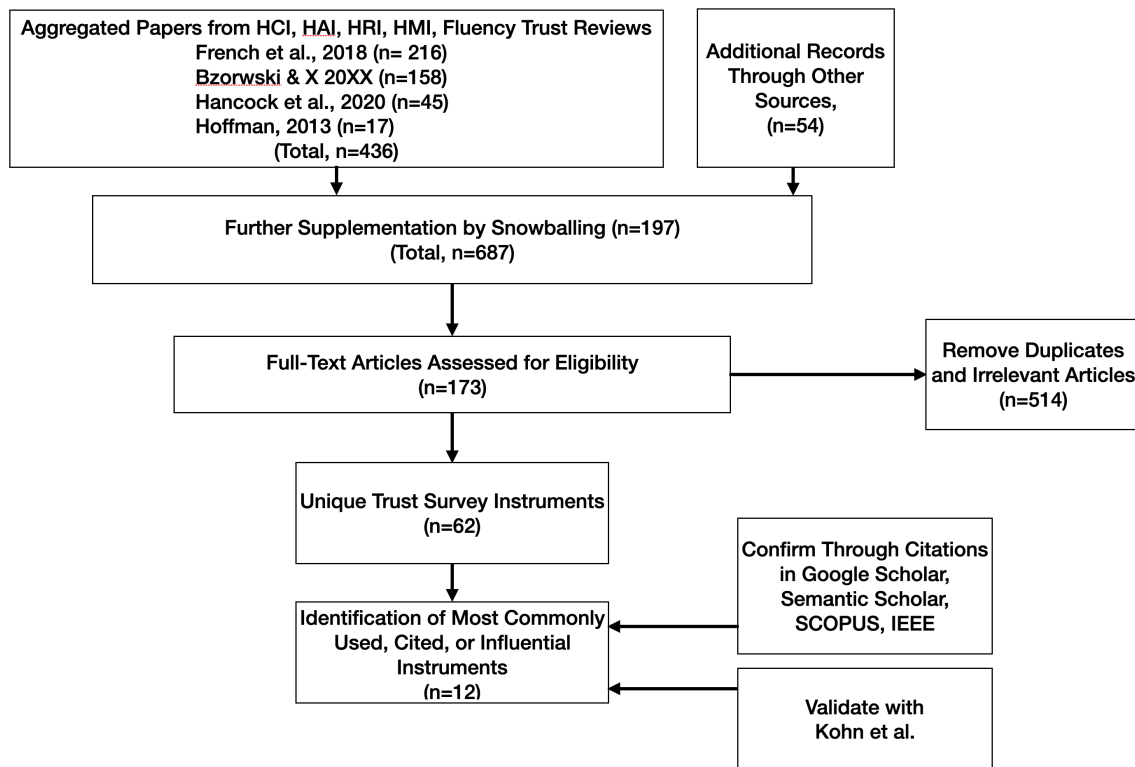 Aggregated Papers from HCI, HAI, HRI, HMI, Fluency Trust Reviews
French et al., 2018 (n= 216)
Bzorwski & X 20XX (n=158)
Hancock et al., 2020 (n=45)
Hoffman, 2013 (n=17)
(Total, n=436)
Additional Records
Through Other
Sources,
(n=54)
Further Supplementation by Snowballing (n=197)
(Total, n=687)
Full-Text Articles Assessed for Eligibility
(n=173)
Remove Duplicates
and Irrelevant Articles
(n=514)
Unique Trust Survey Instruments
(n=62)
Identification of Most Commonly
Used, Cited, or Influential
Instruments
(n=12)
Confirm Through Citations
in Google Scholar,
Semantic Scholar,
SCOPUS, IEEE
Validate with
Kohn et al.